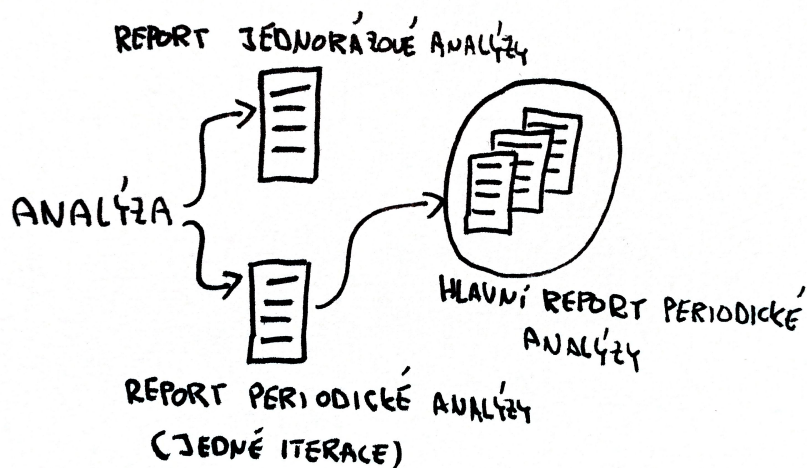 REPORT JEDNORÁZOVÉ ANALÝZY
ANALÝZA
HLAVNÍ REPORT PERIODICKÉ
ANALÝZY
REPORT PERIODICKÉ ANALÝZY
(JEDNÉ ITERACE)